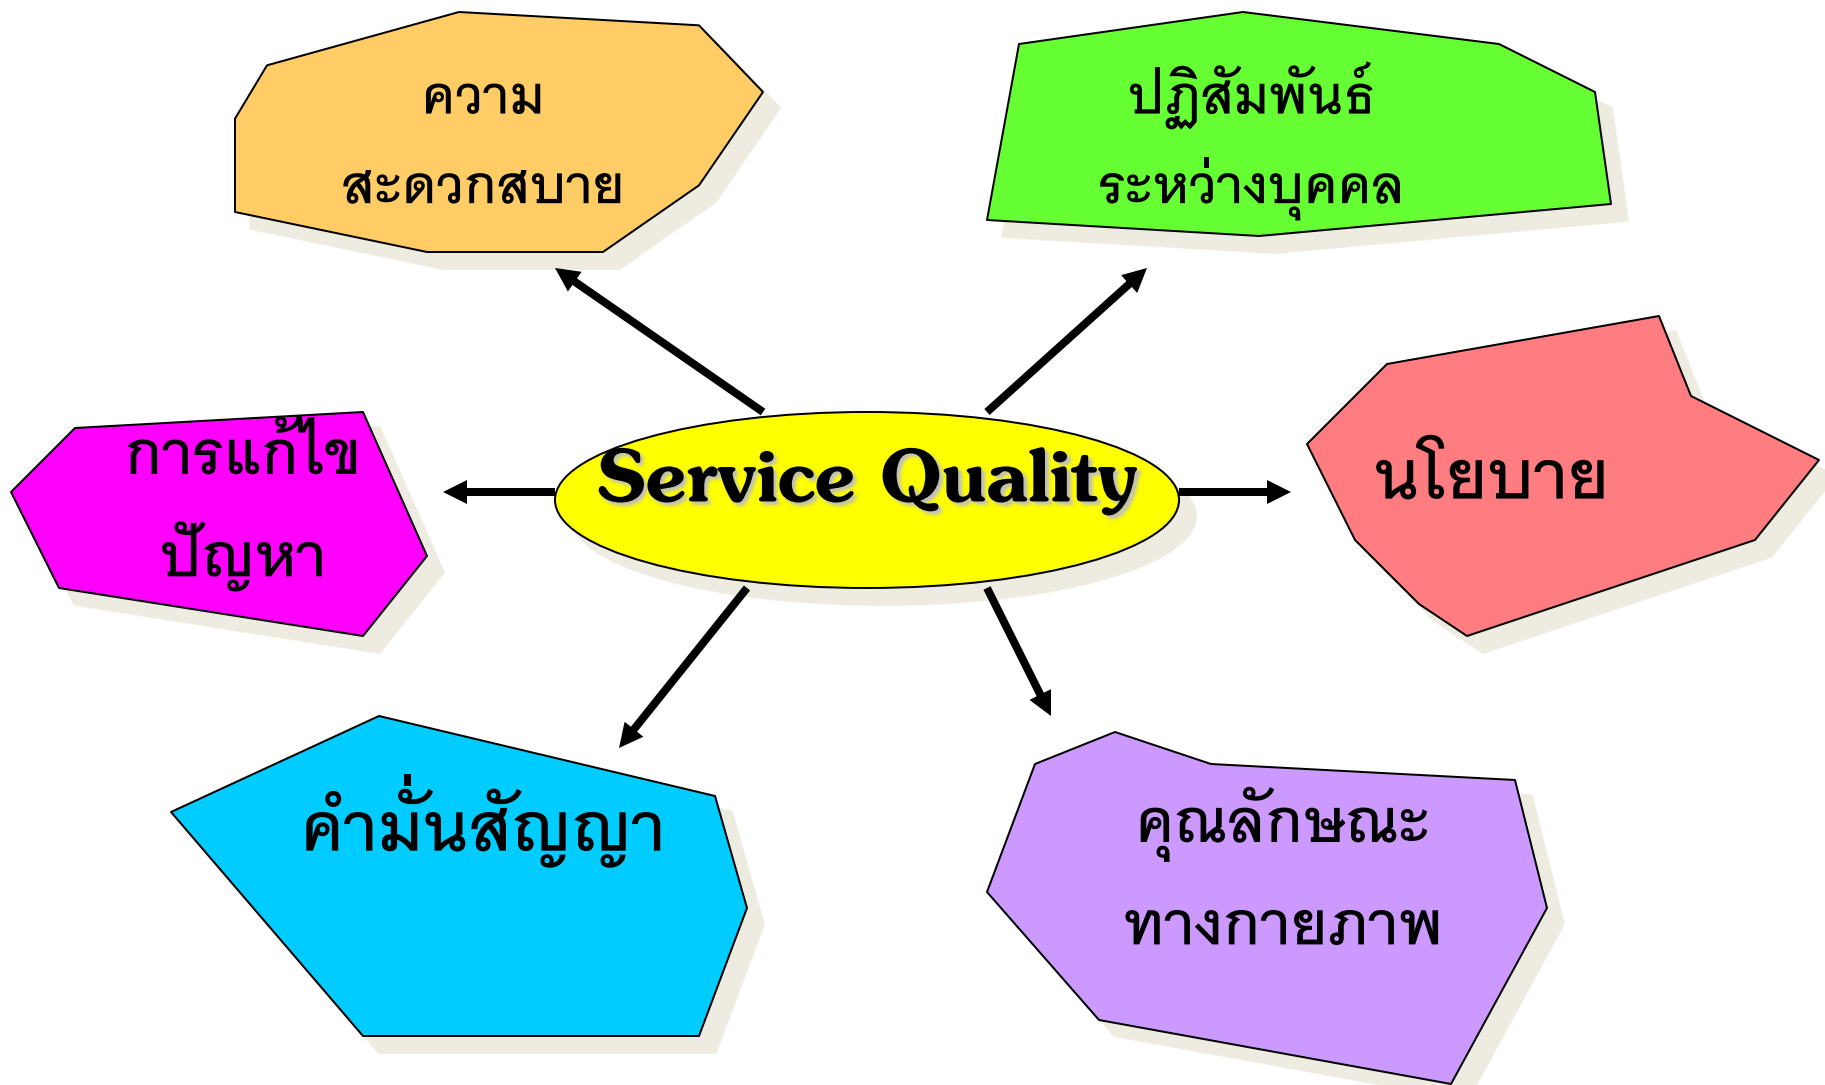 ความ
สะดวกสบาย
ปฏิสัมพันธ์
ระหว่างบุคคล
การแก้ไข
ปัญหา
Service Quality
นโยบาย
คำมั่นสัญญา
คุณลักษณะ
ทางกายภาพ